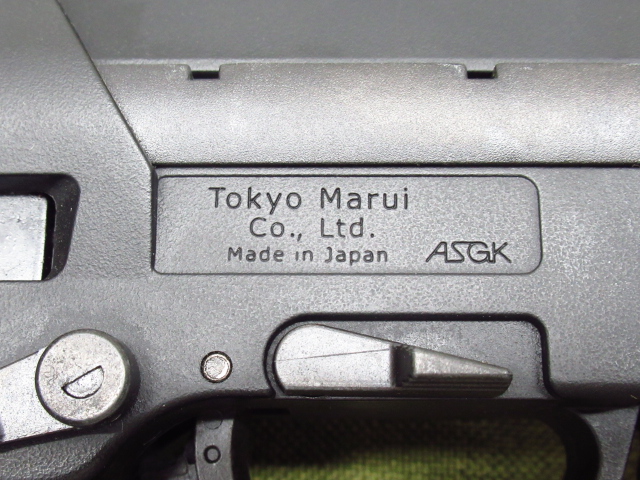 Tokyo Marui
Co., Ltd.
Made in Japan
ASGK